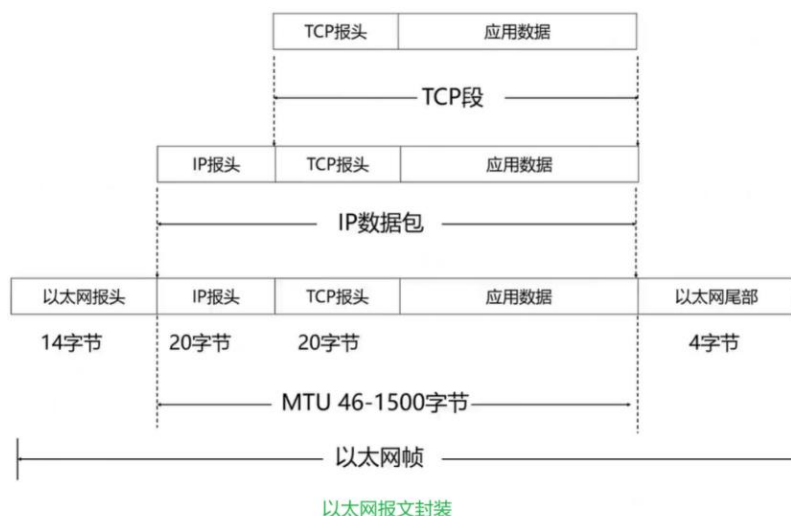 TCP报头 应用数据
TCP段
IP报头 TCP报头 应用数据
IP数据包
以太网报头 IP报头 TCP报头 应用数据 以太网尾部
14字节 20字节 20字节 4字节
MTU 46-1500字节
以太网帧
以太网报文封装